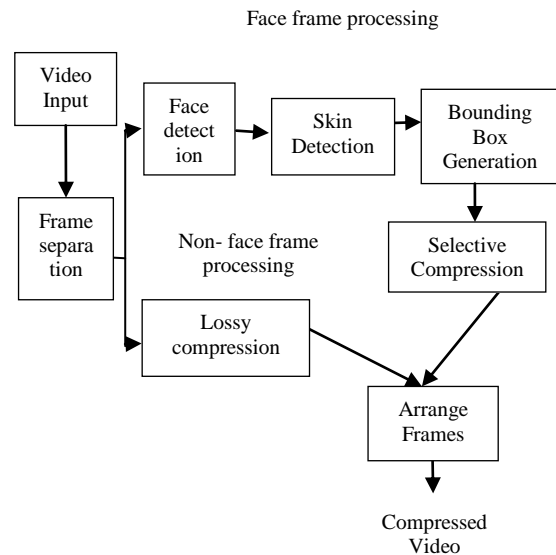 Face frame processing
Video
Input
Face
detect
ion
Skin
Detection
Bounding
Box
Generation
Frame
separa
tion
Non- face frame
processing
Selective
Compression
Lossy
compression
Arrange
Frames
Compressed
Video